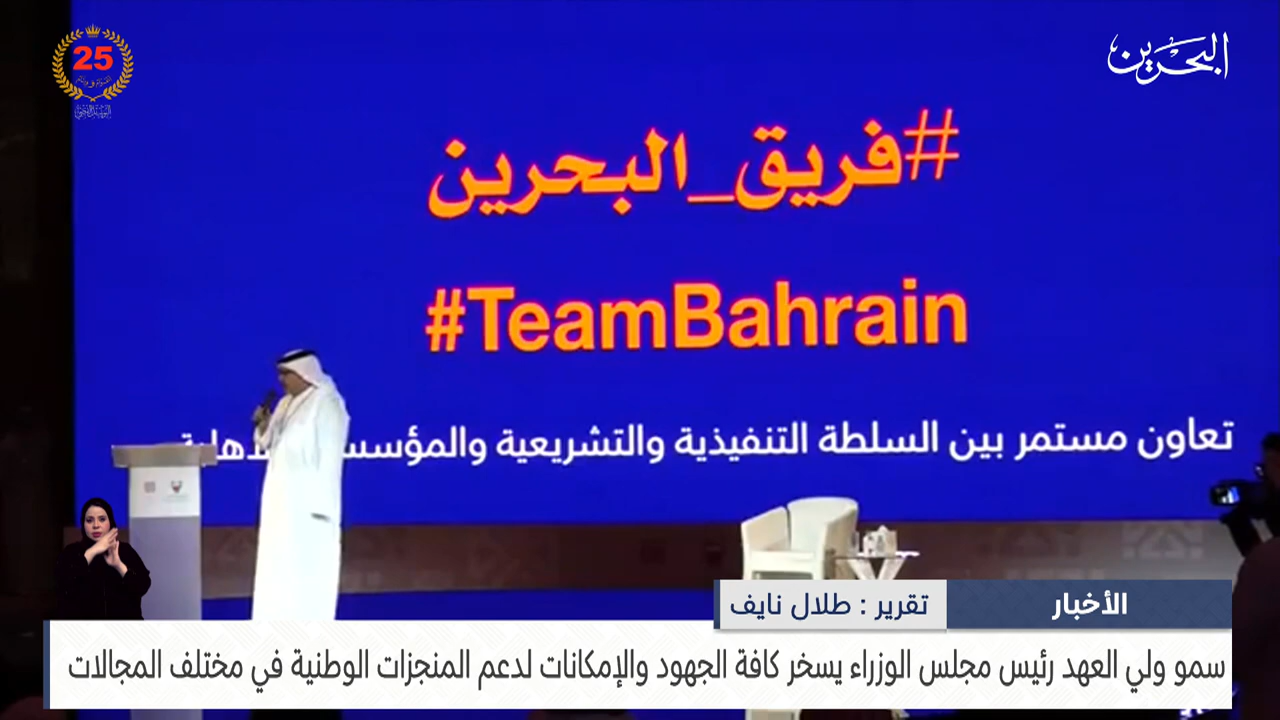 25
البحرين
#فريق_البحرين
#TeamBahrain
تعاون مستمر بين السلطة التنفيذية والتشريعية
الأخبار
تقرير : طلال نايف
سمو ولي العهد رئيس مجلس الوزراء يسخر كافة الجهود والإمكانات لدعم المنجزات الوطنية في مختلف المجالات